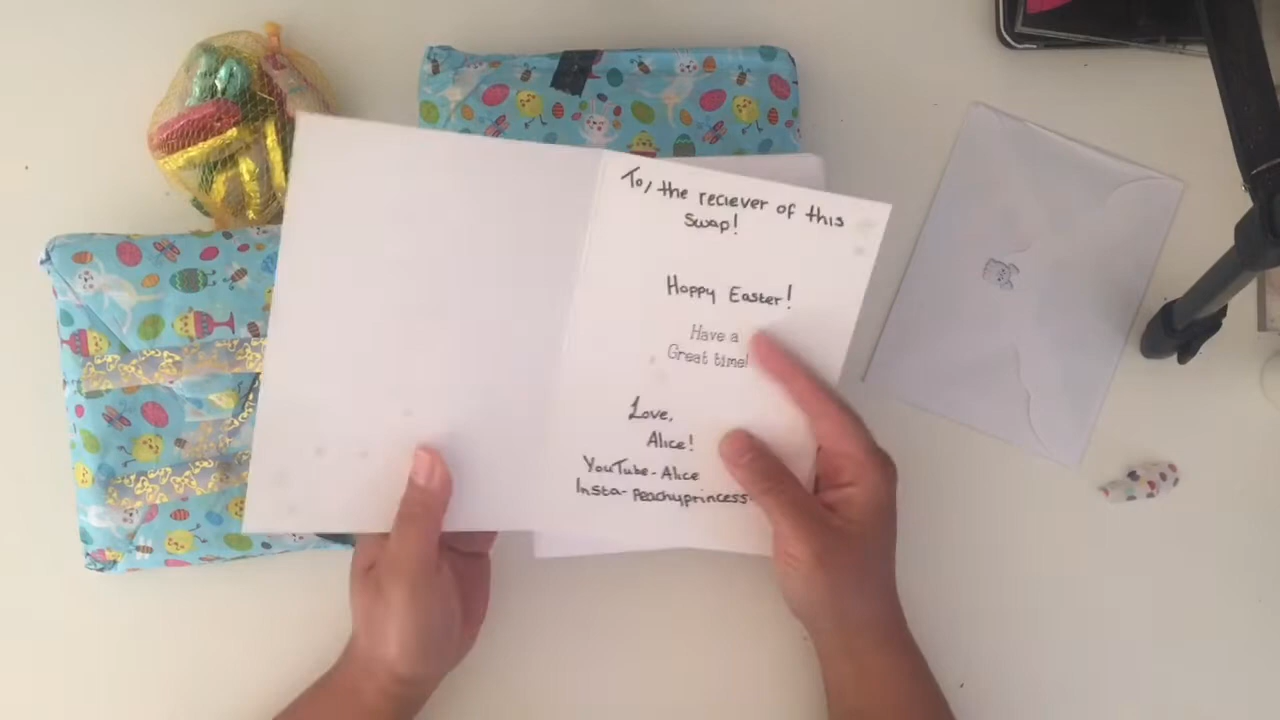 To, the reciever of this
Swap!
Happy Easter!
Have a
Great time!
Love,
Alice!
YouTube-Alice
Insta-Peachyprincess